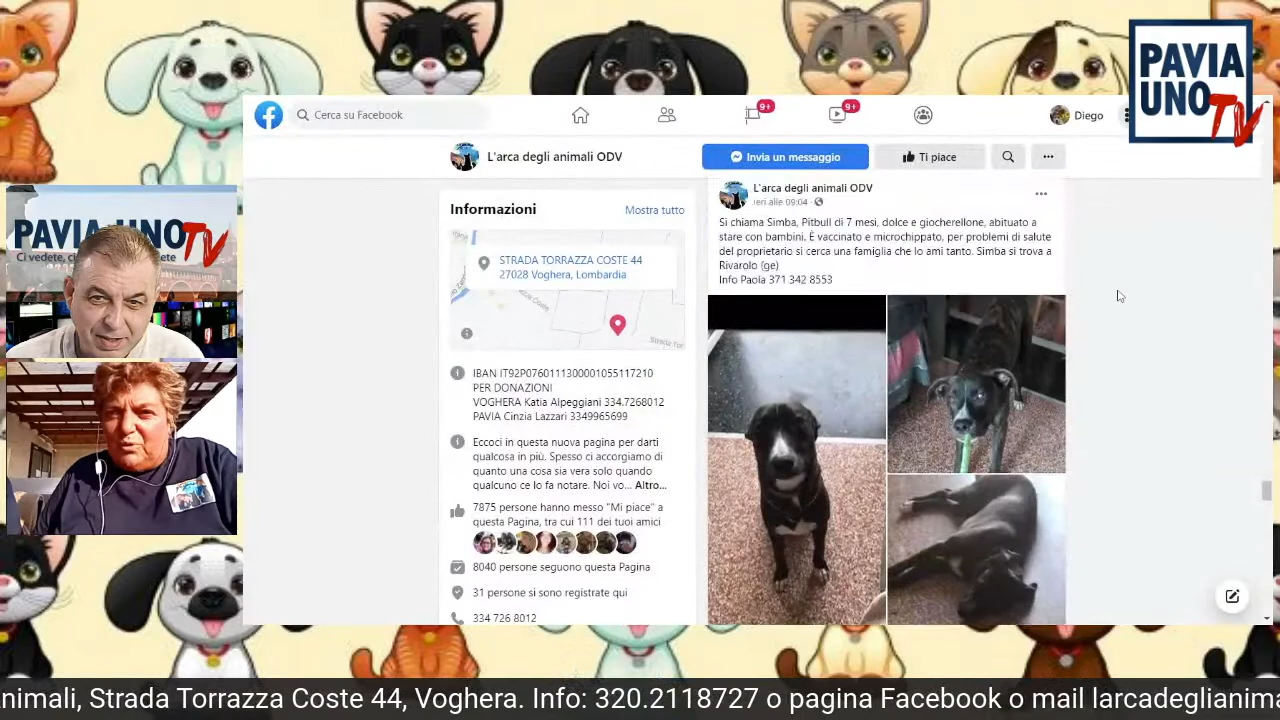 PAVIA
UNO TV
Cerca su Facebook
9+
9+
Diego
L'arca degli animali ODV
Invia un messaggio
Ti piace
PAVIA UNO TV
Ci vedete, ci
ete
Informazioni
Mostra tutto
STRADA TORRAZZA COSTE 44
27028 Voghera, Lombardia
IBAN IT92P0760111300001055117210
PER DONAZIONI
VOGHERA Katia Alpeggiani 334.7268012
PAVIA Cinzia Lazzari 3349965699
Eccoci in questa nuova pagina per darti
qualcosa in più. Spesso ci accorgiamo di
quanto una cosa sia vera solo quando
qualcuno ce lo fa notare. Noi vo... Altro...
7875 persone hanno messo "Mi piace" a
questa Pagina, tra cui 111 dei tuoi amici
8040 persone seguono questa Pagina
31 persone si sono registrate qui
334 726 8012
L'arca degli animali ODV
Ieri alle 09:04
Si chiama Simba, Pitbull di 7 mesi, dolce e giocherellone, abituato a
stare con bambini. È vaccinato e microchippato, per problemi di salute
del proprietario si cerca una famiglia che lo ami tanto. Simba si trova a
Rivarolo (ge)
Info Paola 371 342 8553
nimali, Strada Torrazza Coste 44, Voghera. Info: 320.2118727 o pagina Facebook o mail larcadeglianima